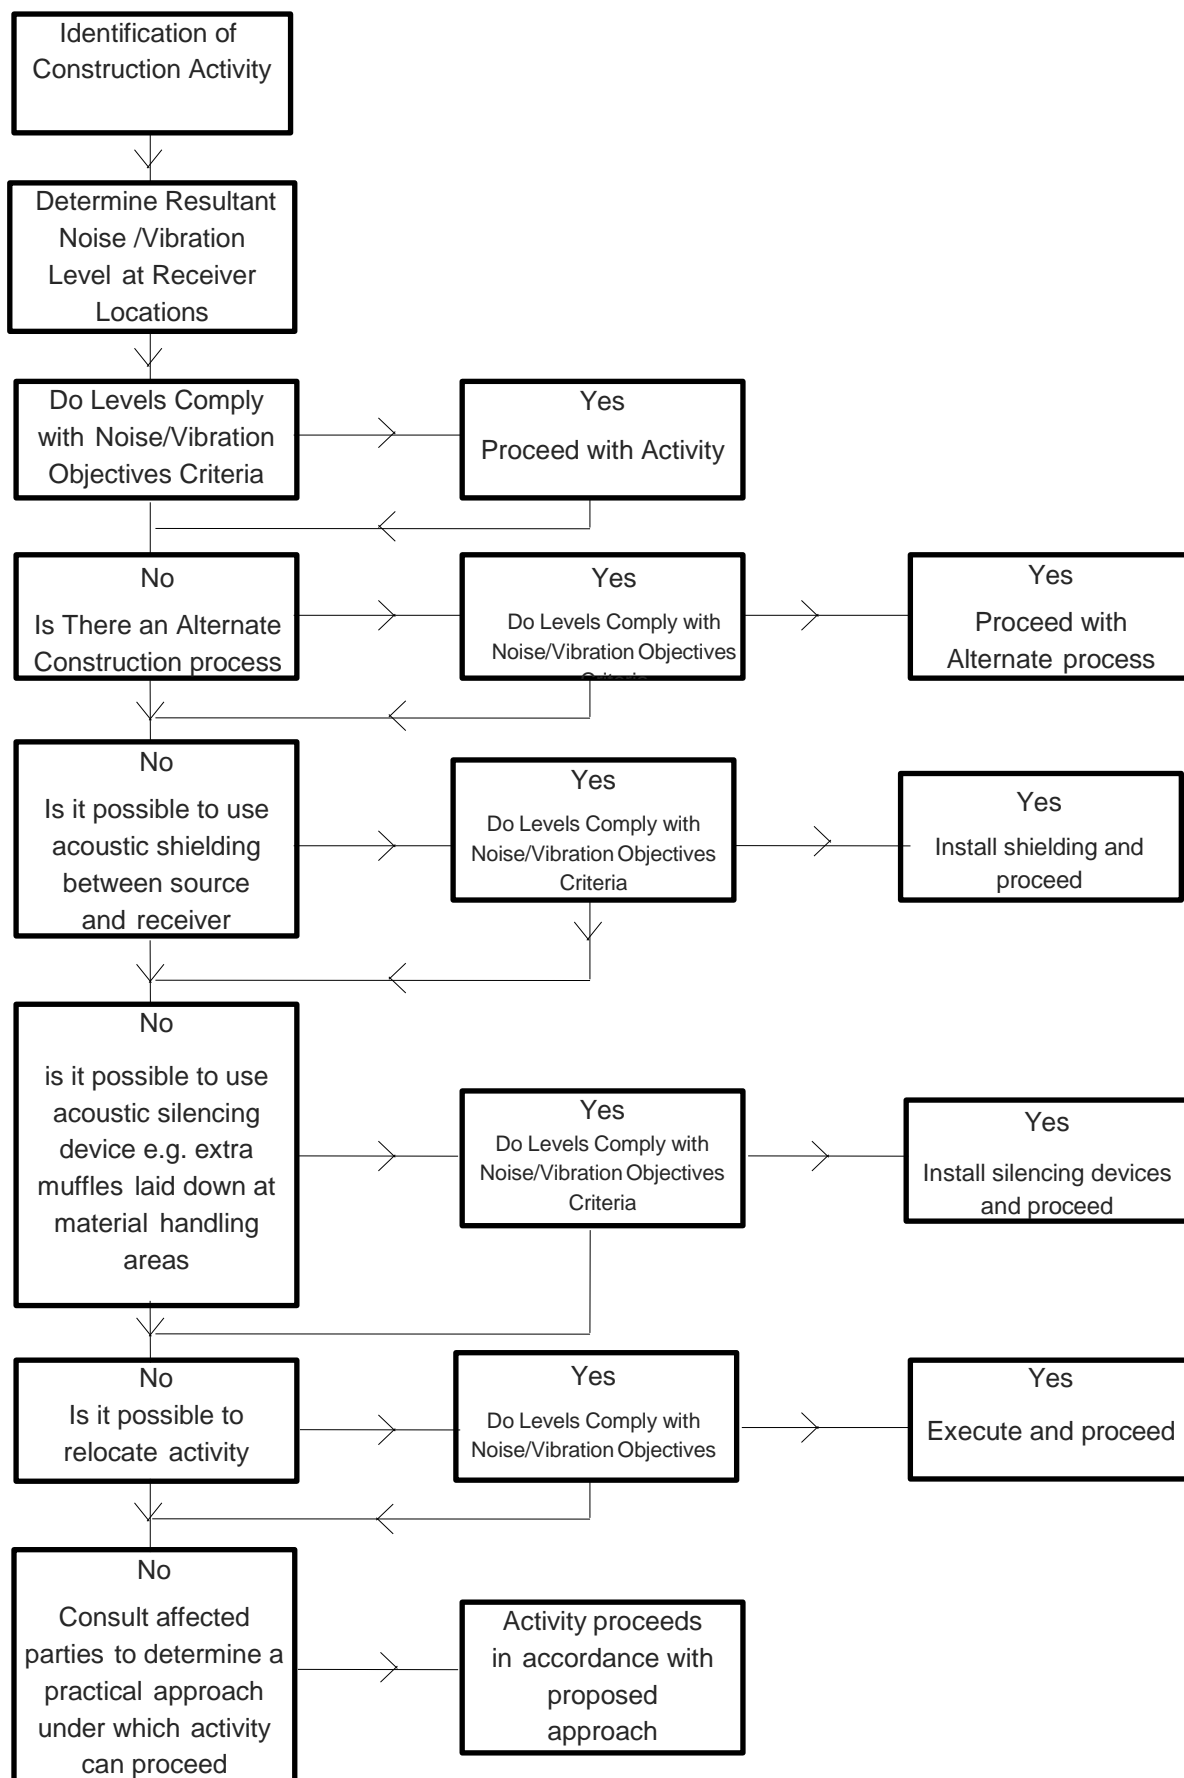 Identification of
Construction Activity
Determine Resultant
Noise /Vibration
Level at Receiver
Locations
Do Levels Comply
with Noise/Vibration
Objectives Criteria
Yes
Proceed with Activity
No
Is There an Alternate
Construction process
Yes
Do Levels Comply with
Noise/Vibration Objectives
Criteria
Yes
Proceed with
Alternate process
No
Is it possible to use
acoustic shielding
between source
and receiver
Yes
Do Levels Comply with
Noise/Vibration Objectives
Criteria
Yes
Install shielding and
proceed
No
is it possible to use
acoustic silencing
device e.g. extra
muffles laid down at
material handling
areas
Yes
Do Levels Comply with
Noise/Vibration Objectives
Criteria
Yes
Install silencing devices
and proceed
No
Is it possible to
relocate activity
Yes
Do Levels Comply with
Noise/Vibration Objectives
Yes
Execute and proceed
No
Consult affected
parties to determine a
practical approach
under which activity
can proceed
Activity proceeds
in accordance with
proposed
approach